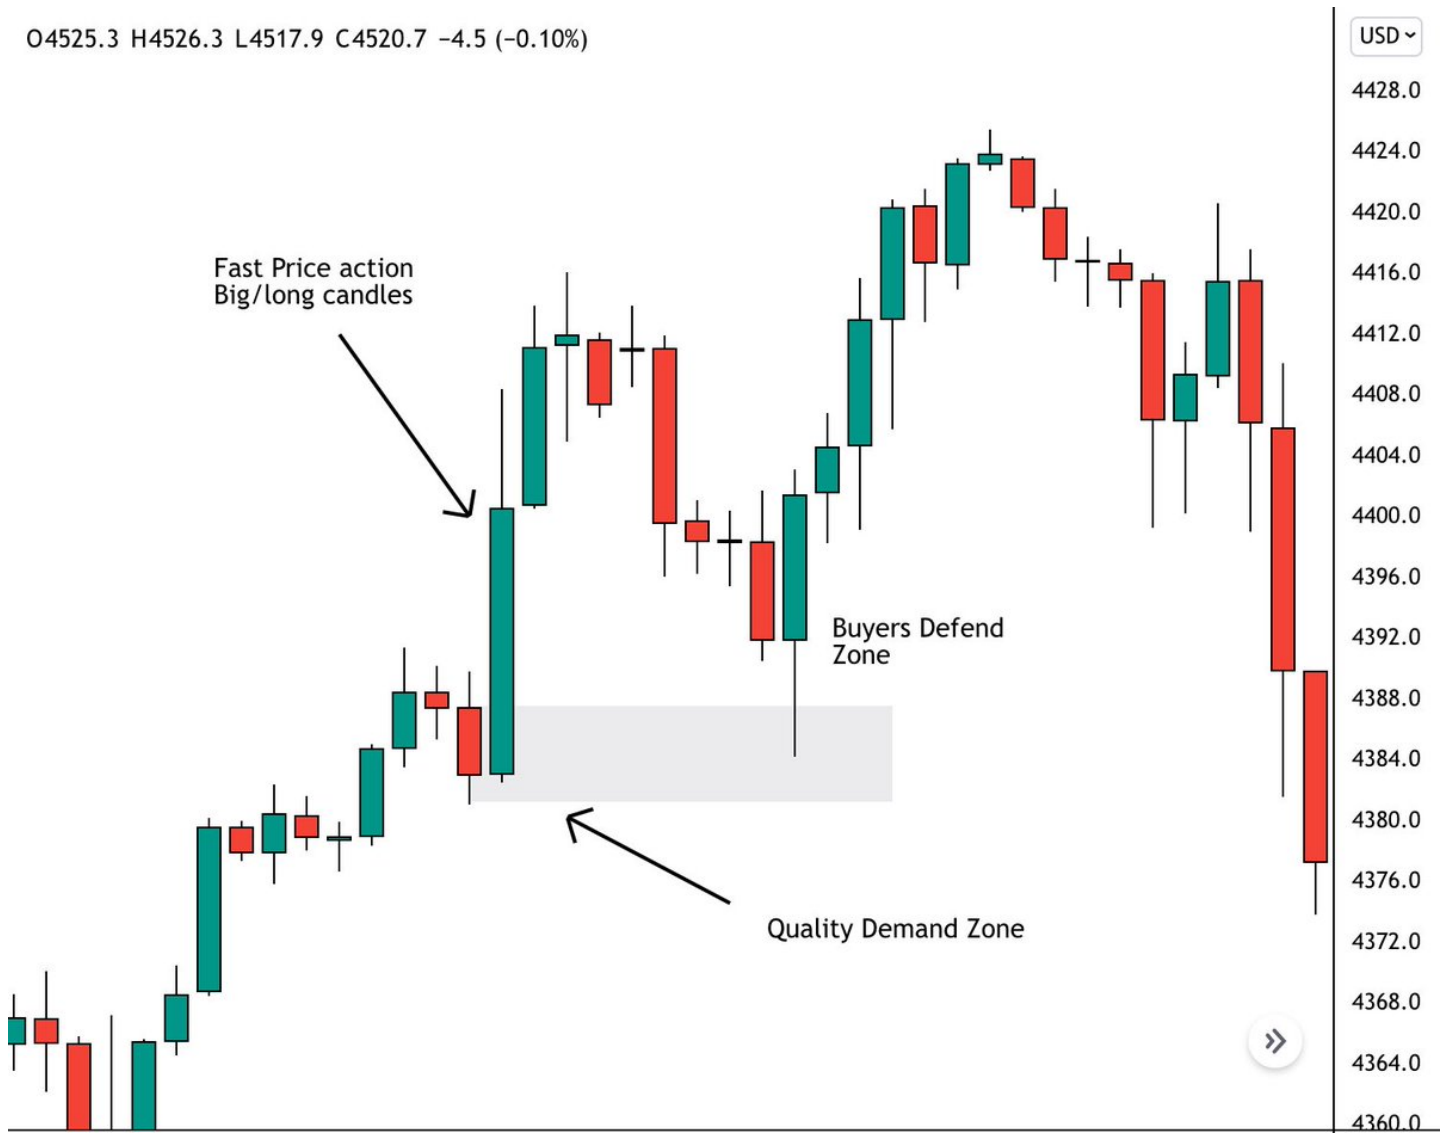 O4525.3 H4526.3 L4517.9 C4520.7 −4.5 (−0.10%)
USD
4428.0
4424.0
4420.0
Fast Price action
Big/long candles
4416.0
4412.0
4408.0
4404.0
4400.0
4396.0
Buyers Defend
Zone
4392.0
4388.0
4384.0
4380.0
4376.0
Quality Demand Zone
4372.0
4368.0
4364.0
4360.0